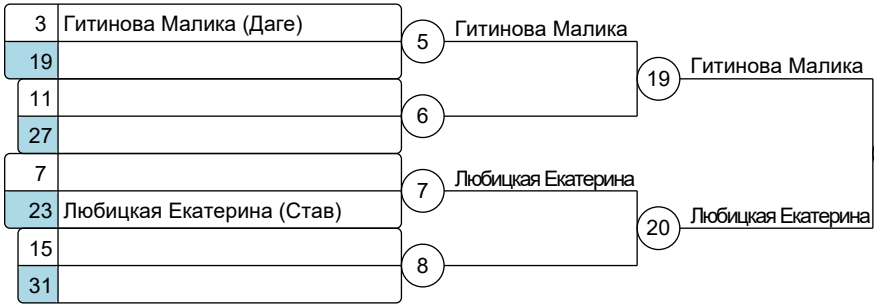 3 Гитинова Малика (Даге)
19
5 Гитинова Малика
11
27
6
19 Гитинова Малика
7
23 Любицкая Екатерина (Став)
7 Любицкая Екатерина
15
31
8
20 Любицкая Екатерина